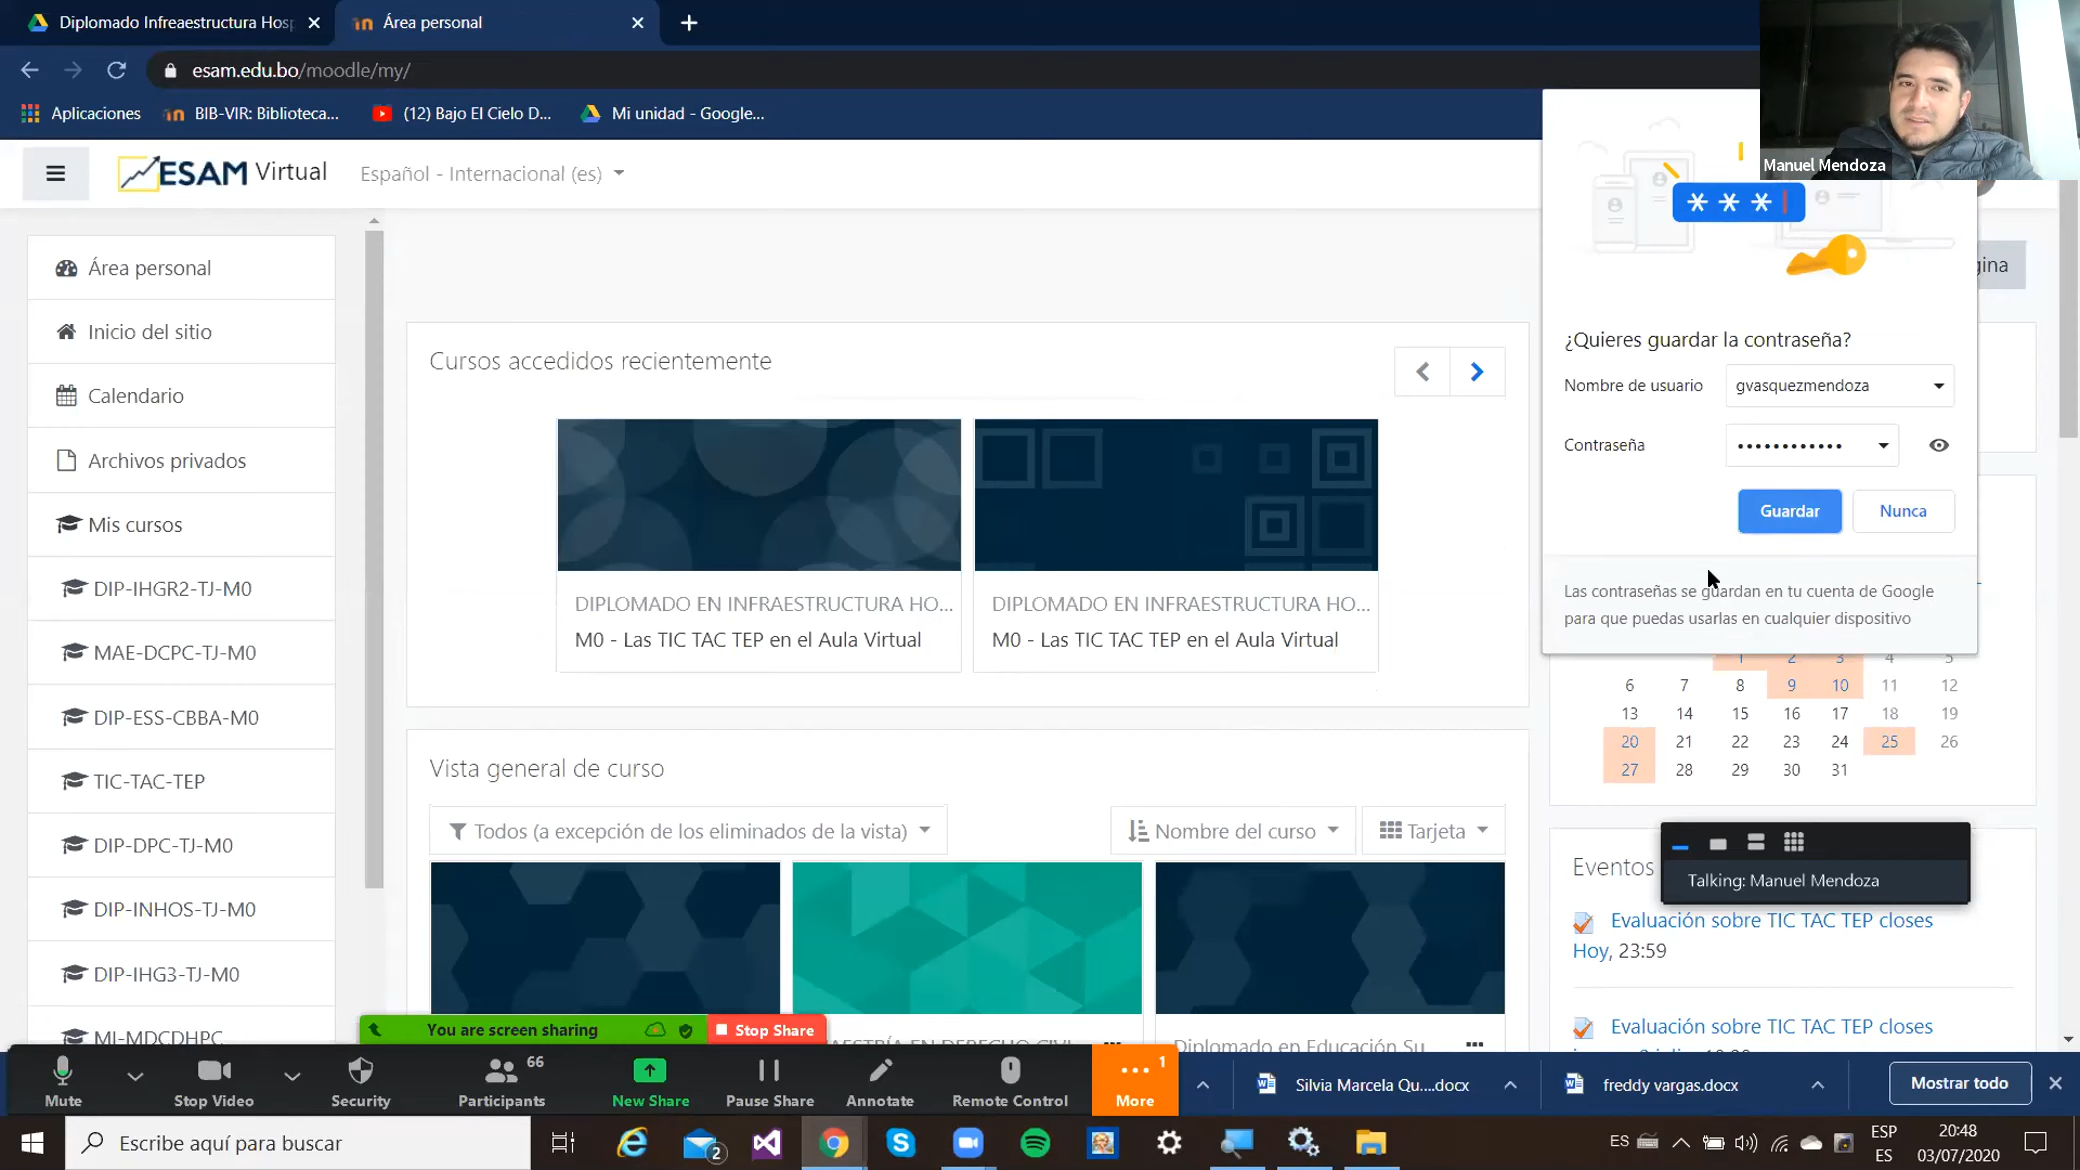 Diplomado Infreaestructura Hosp
Área personal
esam.edu.bo/moodle/my/
Aplicaciones
BIB-VIR: Biblioteca...
(12) Bajo El Cielo D...
Mi unidad - Google...
Manuel Mendoza
ESAM Virtual
Español - Internacional (es)
Área personal
Inicio del sitio
Calendario
Archivos privados
Mis cursos
DIP-IHGR2-TJ-M0
MAE-DCPC-TJ-M0
DIP-ESS-CBBA-M0
TIC-TAC-TEP
DIP-DPC-TJ-M0
DIP-INHOS-TJ-M0
DIP-IHG3-TJ-M0
MI-MDCDHPC
Cursos accedidos recientemente
DIPLOMADO EN INFRAESTRUCTURA HO...
M0 - Las TIC TAC TEP en el Aula Virtual
DIPLOMADO EN INFRAESTRUCTURA HO...
M0 - Las TIC TAC TEP en el Aula Virtual
Vista general de curso
Todos (a excepción de los eliminados de la vista)
Nombre del curso
Tarjeta
Diplomado en Educación Su
***
¿Quieres guardar la contraseña?
Nombre de usuario gvasquezmendoza
Contraseña ••••••••••••
Guardar Nunca
Las contraseñas se guardan en tu cuenta de Google
para que puedas usarlas en cualquier dispositivo
1 2 3 4 5
6 7 8 9 10 11 12
13 14 15 16 17 18 19
20 21 22 23 24 25 26
27 28 29 30 31
Talking: Manuel Mendoza
Eventos
Evaluación sobre TIC TAC TEP closes
Hoy, 23:59
Evaluación sobre TIC TAC TEP closes
You are screen sharing
Stop Share
Mute
Stop Video
Security
66
Participants
New Share
Pause Share
Annotate
Remote Control
1
More
Silvia Marcela Qu....docx
freddy vargas.docx
Mostrar todo
Escribe aquí para buscar
2
ES
ESP
ES
20:48
03/07/2020